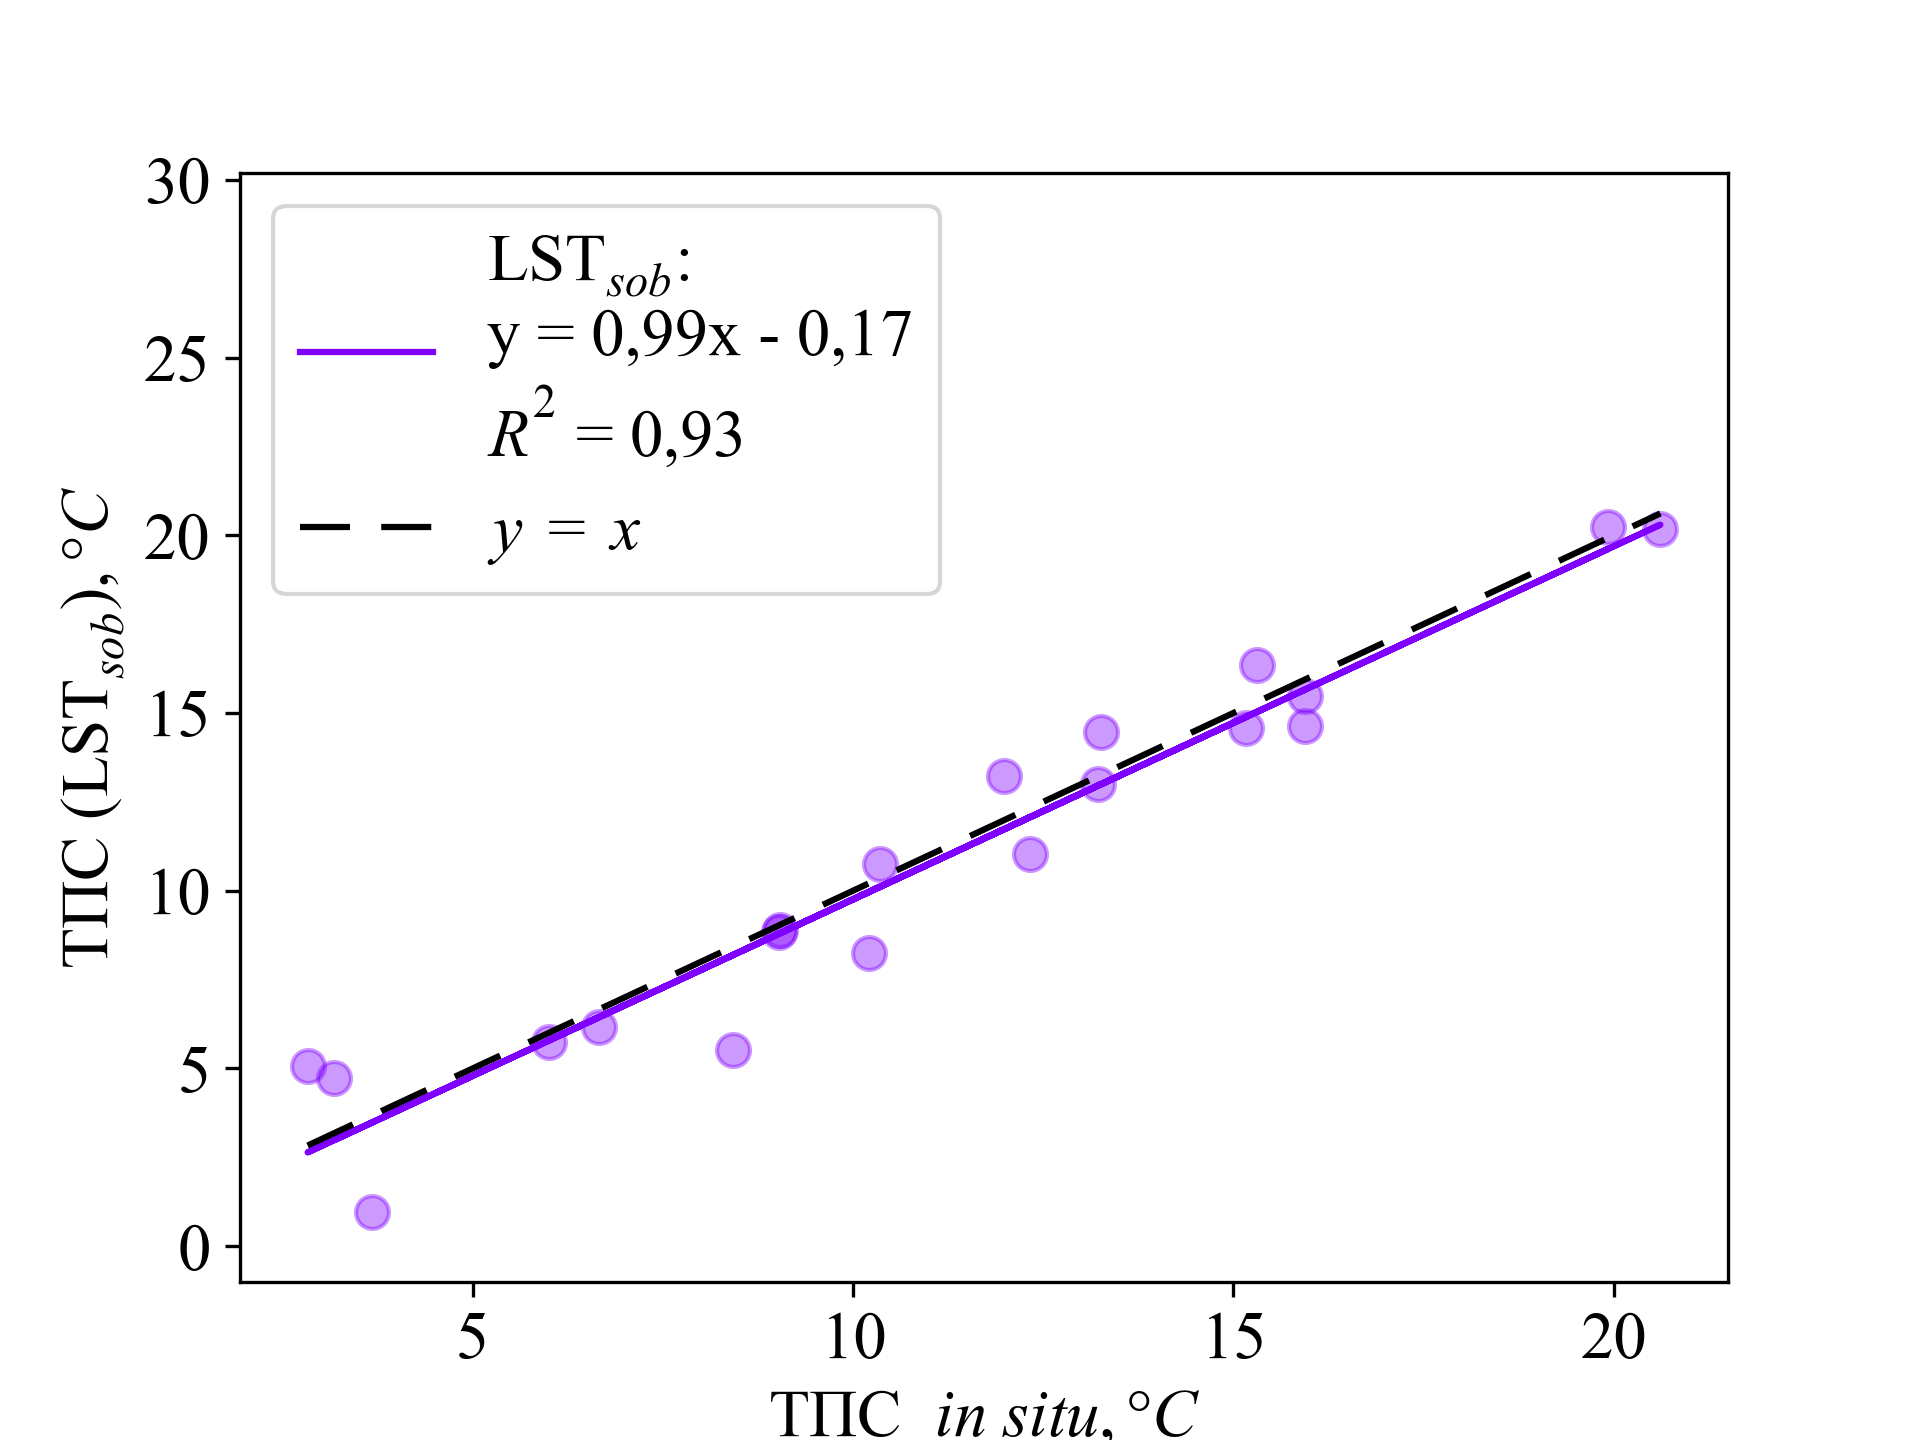 30
25
20
15
10
5
0
ТПС (LST_sob), °C
LST_sob:
y = 0,99x - 0,17
R² = 0,93
y = x
5 10 15 20
ТПС in situ, °C